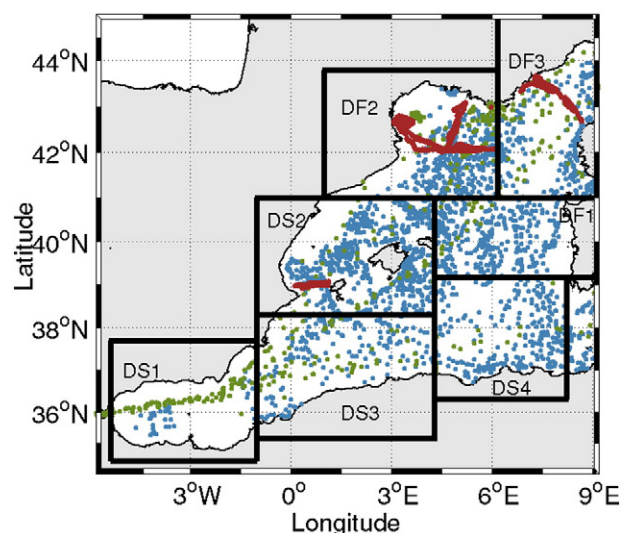 44°N
42°N
40°N
38°N
36°N
Latitude
DF3
DF2
DS2
DF1
DS1
DS3
DS4
3°W
0°
3°E
6°E
9°E
Longitude